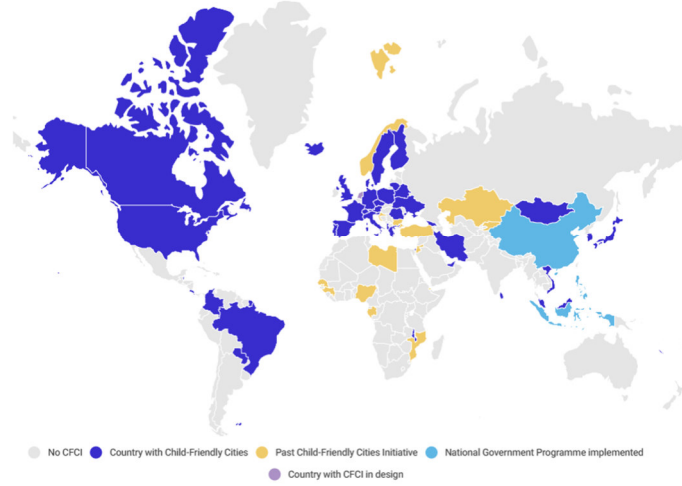 No CFCI Country with Child-Friendly Cities Past Child-Friendly Cities Initiative National Government Programme implemented
Country with CFCI in design